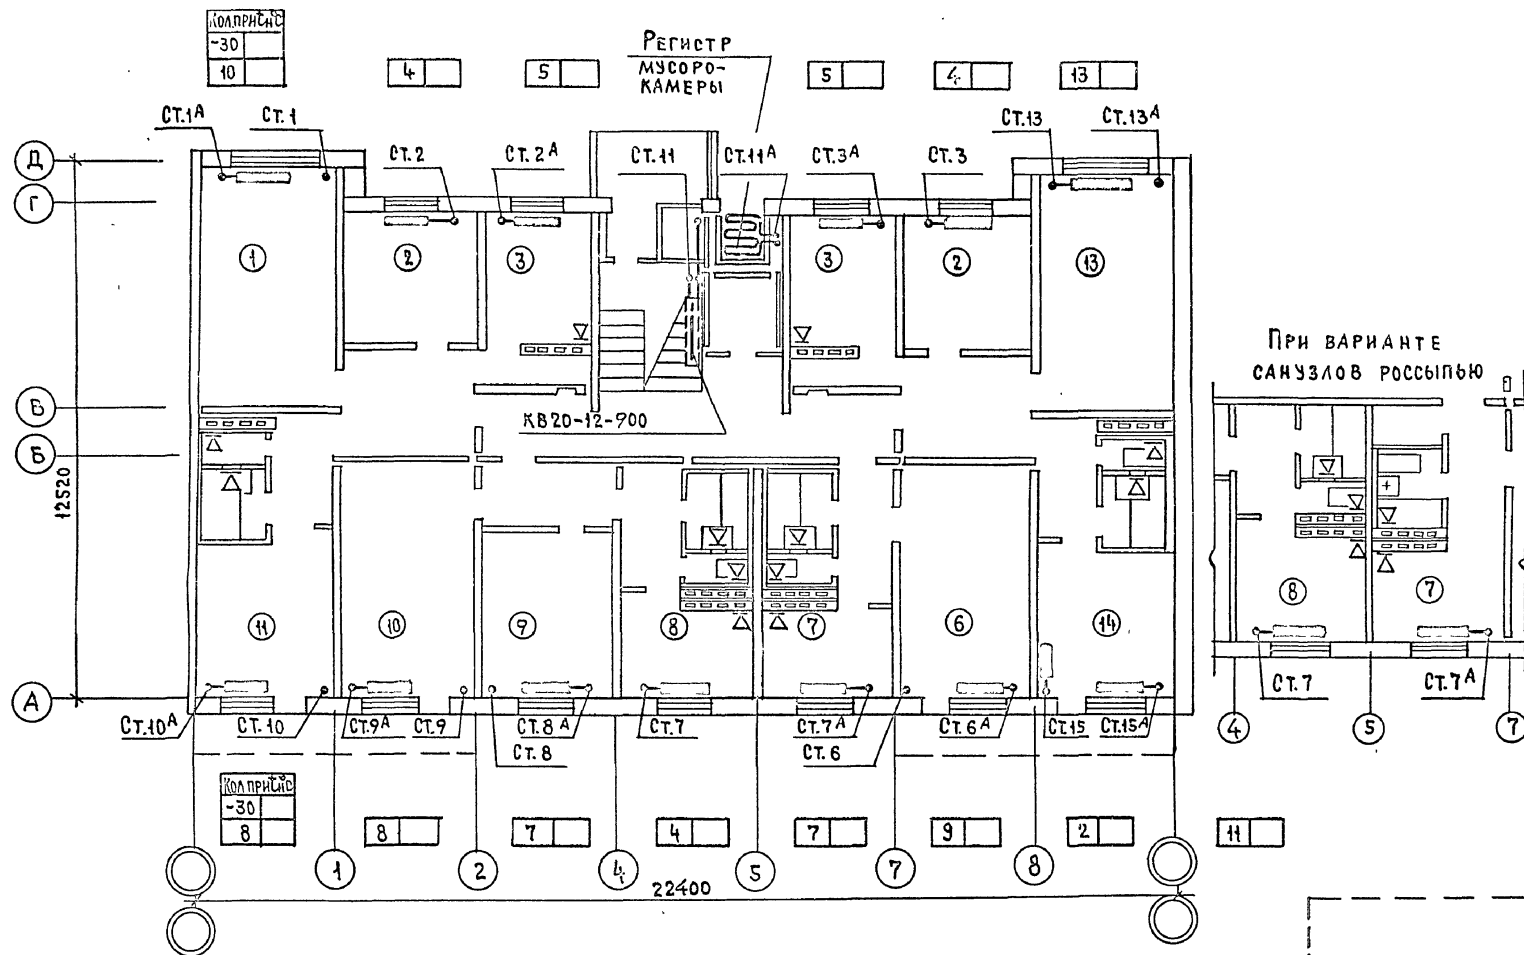 Кол.при tн°C
-30
10
4
5
Регистр
мусоро-
камеры
5
4
13
Ст.1А
Ст.1
Ст.2
Ст.2А
Ст.11
Ст.11А
Ст.3А
Ст.3
Ст.13
Ст.13А
Д
Г
1
2
3
3
2
13
При варианте
санузлов россыпью
В
КВ20-12-900
Б
12520
11
10
9
8
7
6
14
8
7
А
Ст.10А
Ст.10
Ст.9А
Ст.9
Ст.8А
Ст.7
Ст.7А
Ст.6А
Ст.15
Ст.15А
Ст.8
Ст.6
Ст.7
Ст.7А
4
5
7
Кол при tн°C
-30
8
8
7
4
7
9
2
11
1
2
4
5
7
8
22400